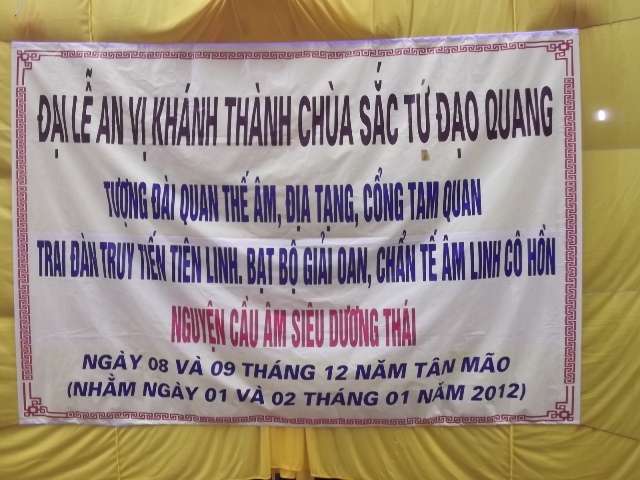 ĐẠI LỄ AN VỊ KHÁNH THÀNH CHÙA SẮC TỨ ĐẠO QUANG
TƯỢNG ĐÀI QUAN THẾ ÂM, ĐỊA TẠNG, CỔNG TAM QUAN
TRAI ĐÀN TRUY TIẾN TIÊN LINH. BẠT BỘ GIẢI OAN, CHẨN TẾ ÂM LINH CÔ HỒN
NGUYỆN CẦU ÂM SIÊU DƯƠNG THÁI
NGÀY 08 VÀ 09 THÁNG 12 NĂM TÂN MÃO
(NHẰM NGÀY 01 VÀ 02 THÁNG 01 NĂM 2012)